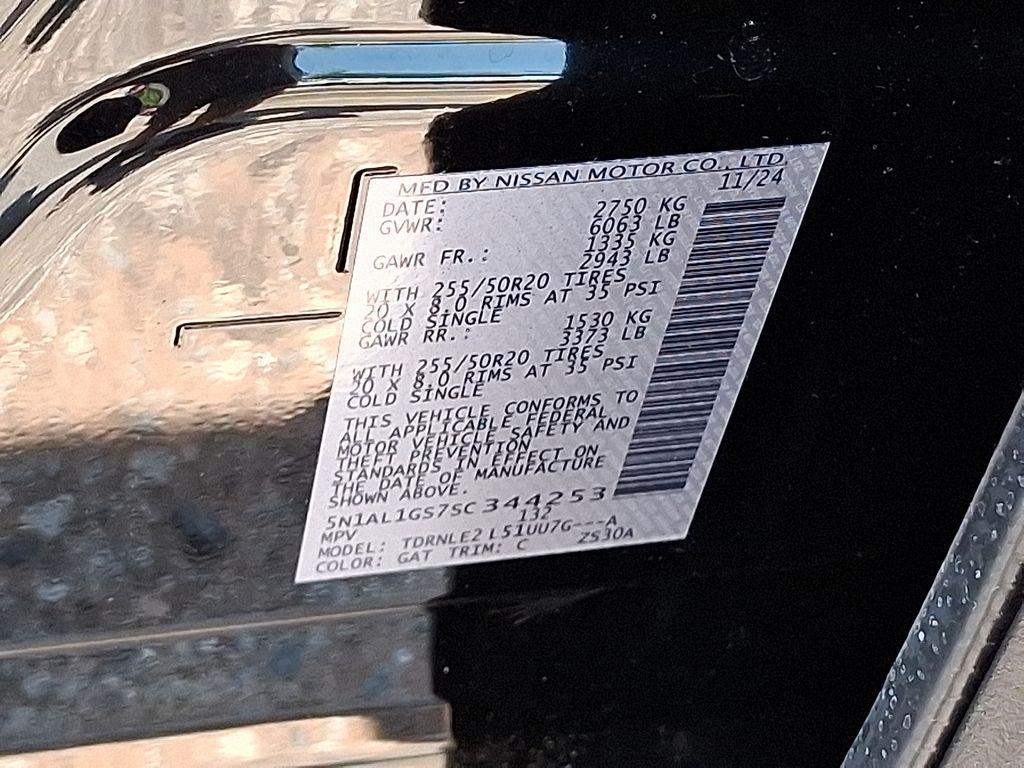 MFD BY NISSAN MOTOR CO., LTD.
DATE: 11/24
GVWR: 2750 KG
6063 LB
1335 KG
GAWR FR.: 2943 LB
WITH 255/50R20 TIRES
20 X 8.0 RIMS AT 35 PSI
COLD SINGLE
1530 KG
GAWR RR.: 3373 LB
WITH 255/50R20 TIRES
20 X 8.0 RIMS AT 35 PSI
COLD SINGLE
THIS VEHICLE CONFORMS TO
ALL APPLICABLE FEDERAL
MOTOR VEHICLE SAFETY AND
THEFT PREVENTION
STANDARDS IN EFFECT ON
THE DATE OF MANUFACTURE
SHOWN ABOVE.
5N1AL1GS7SC344253
MPV 132
MODEL: TDRNLE2 L51UU7G---A
COLOR: GAT TRIM: C ZS30A